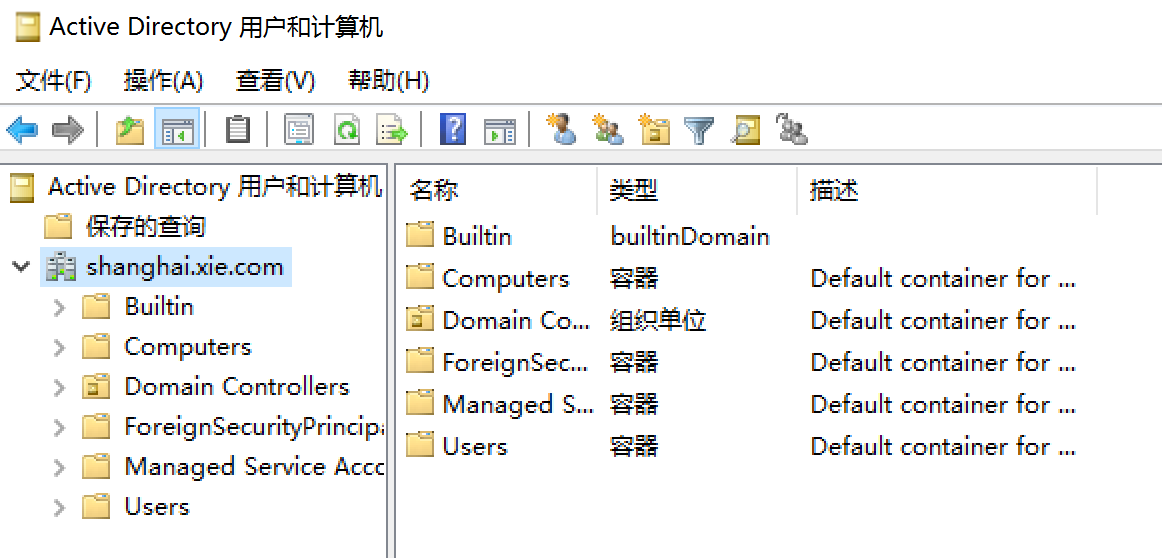 Active Directory 用户和计算机
文件(F) 操作(A) 查看(V) 帮助(H)
Active Directory 用户和计算机
保存的查询
shanghai.xie.com
Builtin
Computers
Domain Controllers
ForeignSecurityPrincipa
Managed Service Acco
Users
名称 类型 描述
Builtin builtinDomain
Computers 容器 Default container for ...
Domain Co... 组织单位 Default container for ...
ForeignSec... 容器 Default container for ...
Managed S... 容器 Default container for ...
Users 容器 Default container for ...